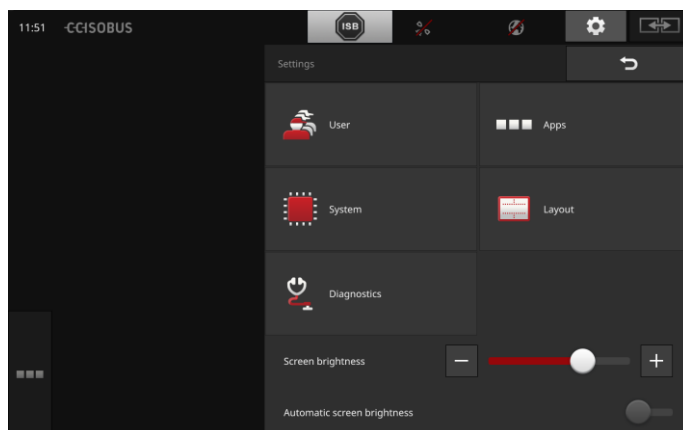 11:51 CCISOBUS ISB
Settings
User Apps
System Layout
Diagnostics
Screen brightness
Automatic screen brightness